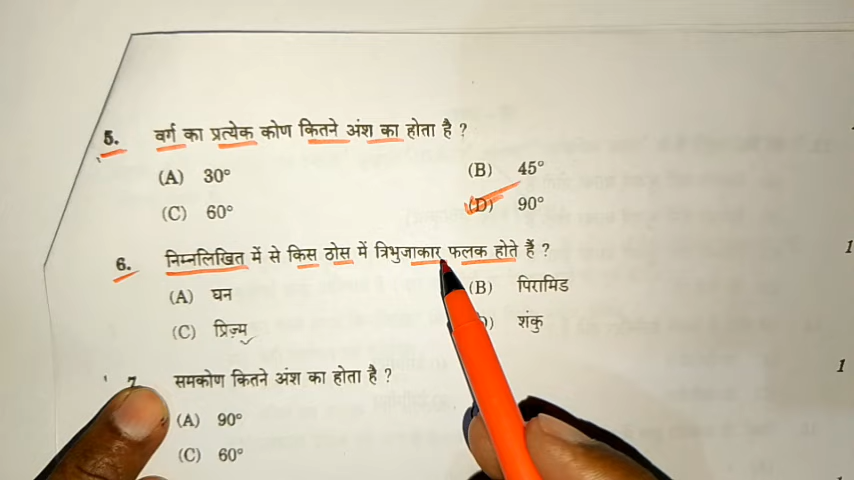 5. वर्ग का प्रत्येक कोण कितने अंश का होता है ?
(A) 30° (B) 45°
(C) 60° (D) 90°
6. निम्नलिखित में से किस ठोस में त्रिभुजाकार फलक होते हैं ? 1
(A) घन (B) पिरामिड
(C) प्रिज़्म D) शंकु
7. समकोण कितने अंश का होता है ? 1
(A) 90°
(C) 60°